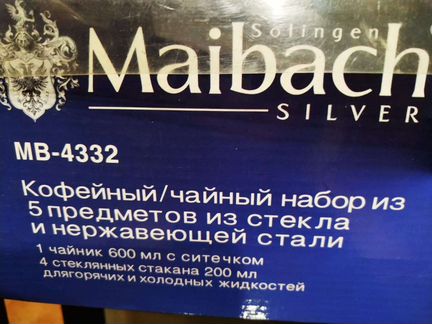 Solingen
Maibach
SILVER
MB-4332
Кофейный/чайный набор из
5 предметов из стекла
и нержавеющей стали
1 чайник 600 мл с ситечком
4 стеклянных стакана 200 мл
длягорячих и холодных жидкостей